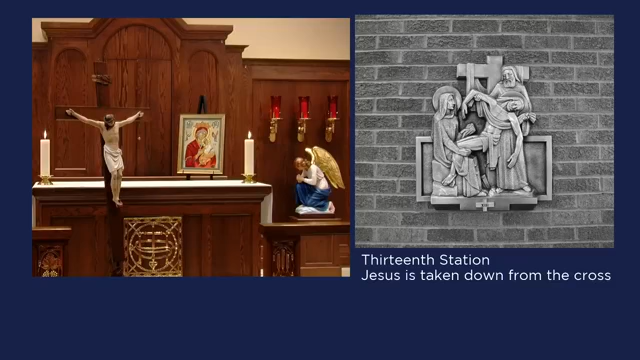 Thirteenth Station
Jesus is taken down from the cross